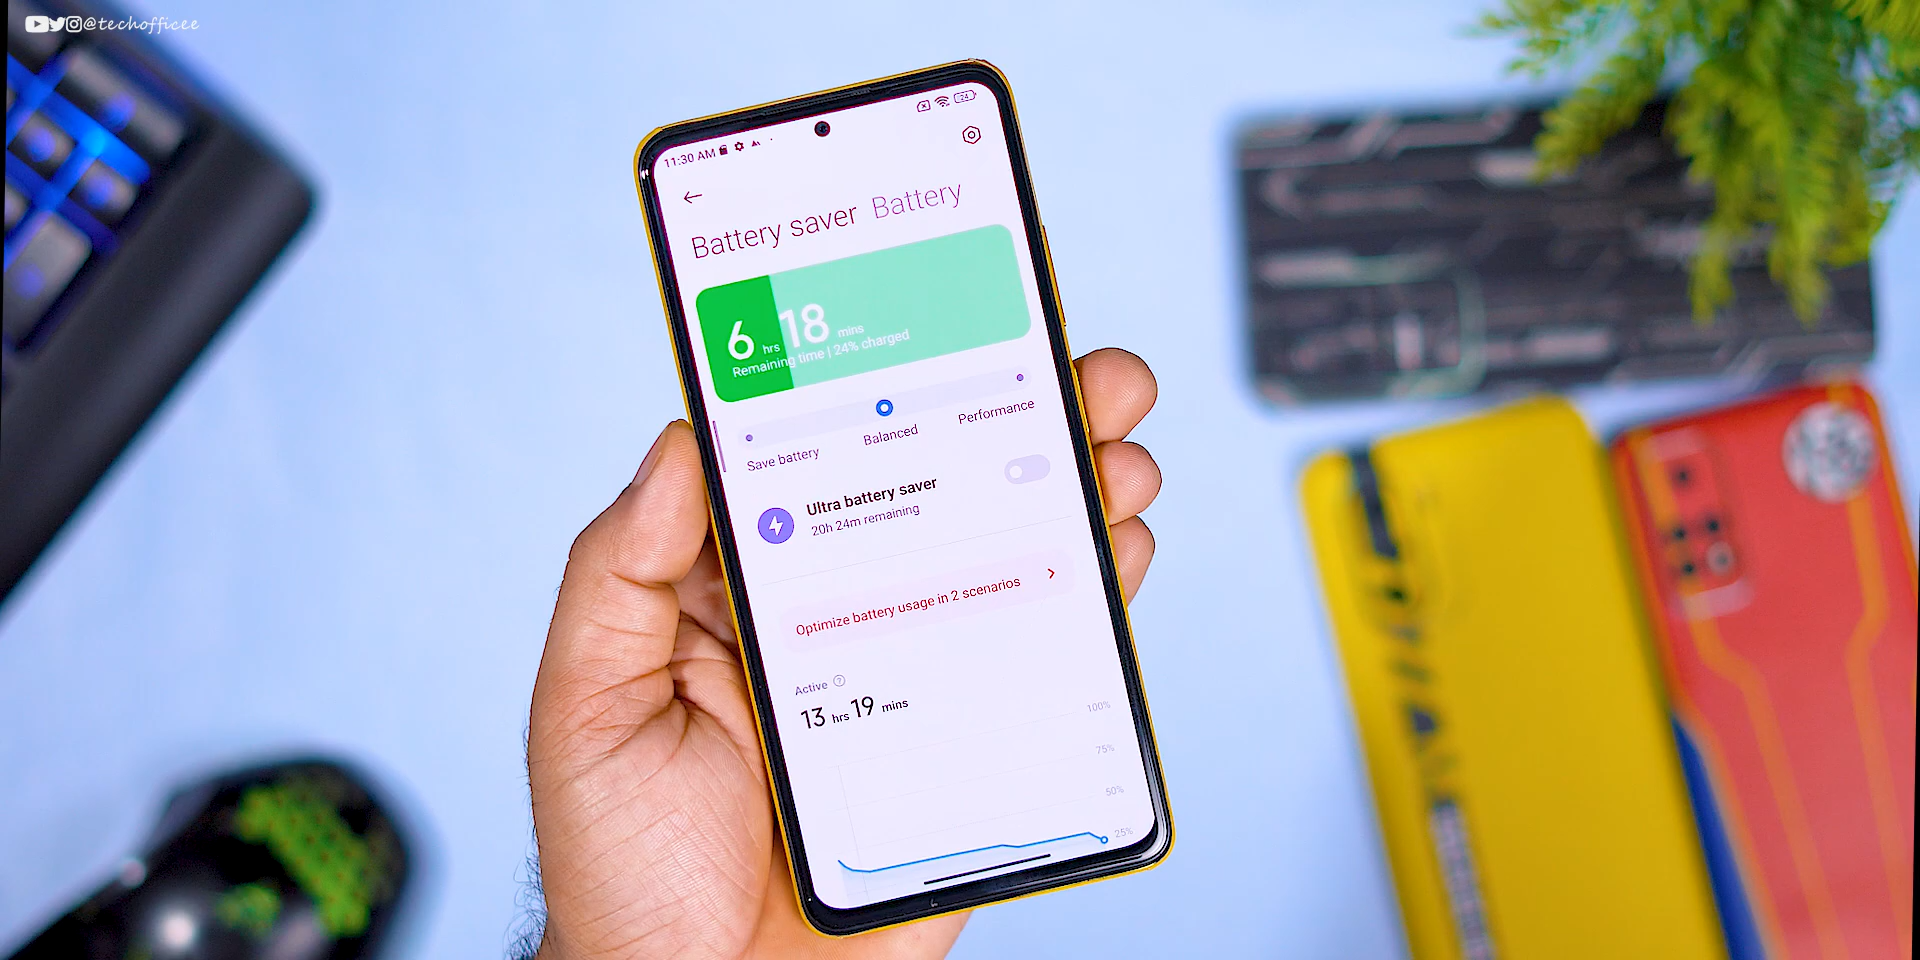 @techofficee
11:30 AM
24
Battery saver Battery
6 hrs 18 mins
Remaining time | 24% charged
Save battery
Balanced
Performance
Ultra battery saver
20h 24m remaining
Optimize battery usage in 2 scenarios
Active
13 hrs 19 mins
100%
75%
50%
25%